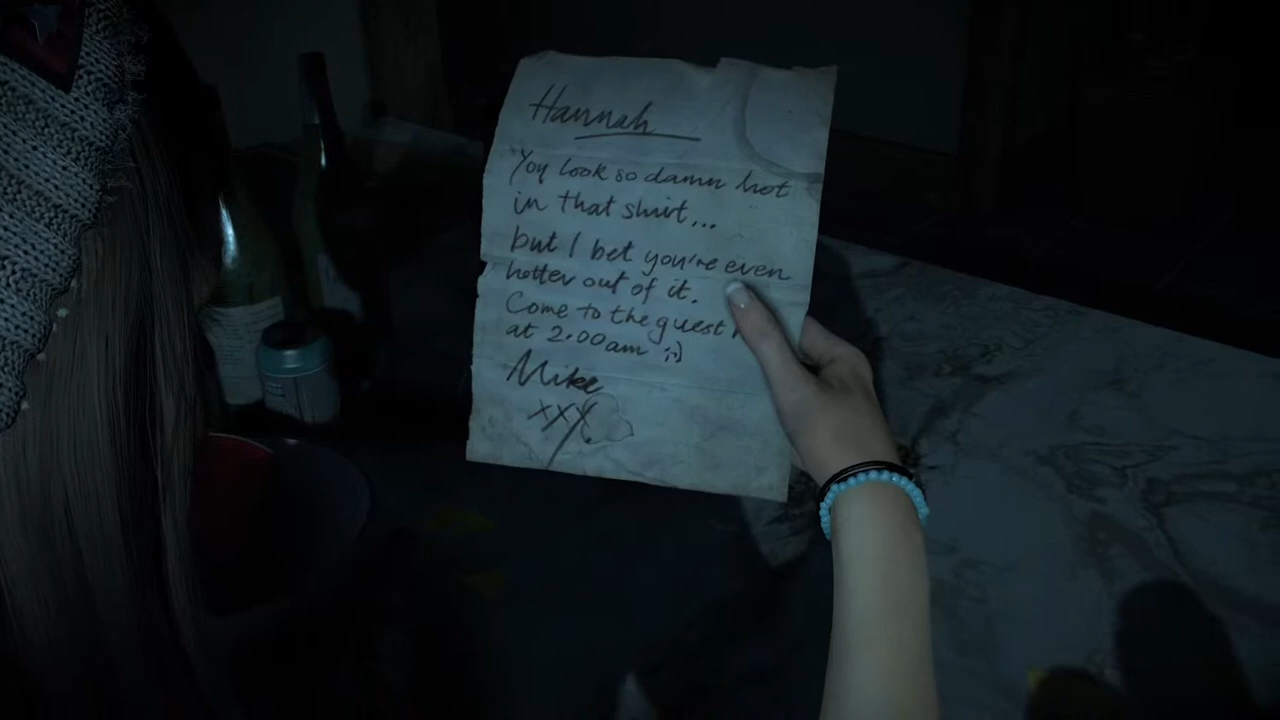 Hannah
You look so damn hot
in that shirt...
but I bet you're even
hotter out of it.
Come to the guest
at 2.00am ;)
Mike
xxx